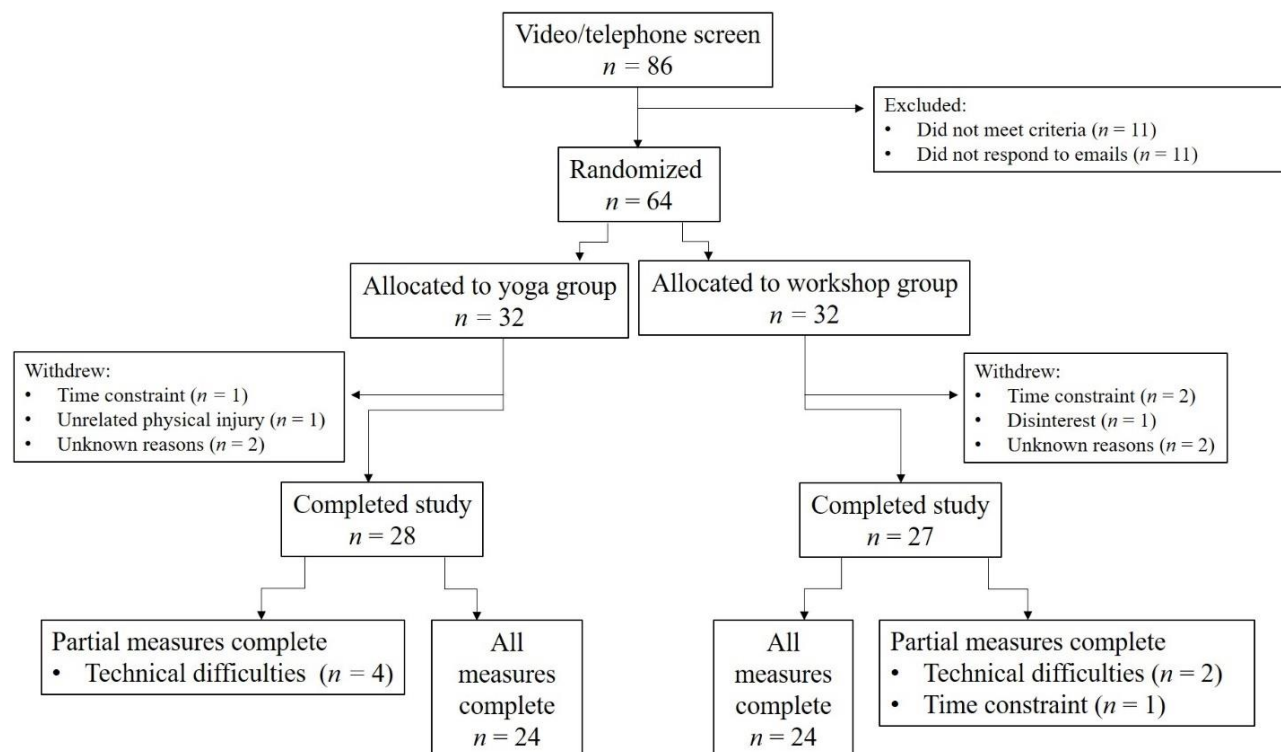 Video/telephone screen
n = 86
Excluded:
• Did not meet criteria (n = 11)
• Did not respond to emails (n = 11)
Randomized
n = 64
Allocated to yoga group
n = 32
Allocated to workshop group
n = 32
Withdrew:
• Time constraint (n = 1)
• Unrelated physical injury (n = 1)
• Unknown reasons (n = 2)
Withdrew:
• Time constraint (n = 2)
• Disinterest (n = 1)
• Unknown reasons (n = 2)
Completed study
n = 28
Completed study
n = 27
Partial measures complete
• Technical difficulties (n = 4)
All
measures
complete
n = 24
All
measures
complete
n = 24
Partial measures complete
• Technical difficulties (n = 2)
• Time constraint (n = 1)